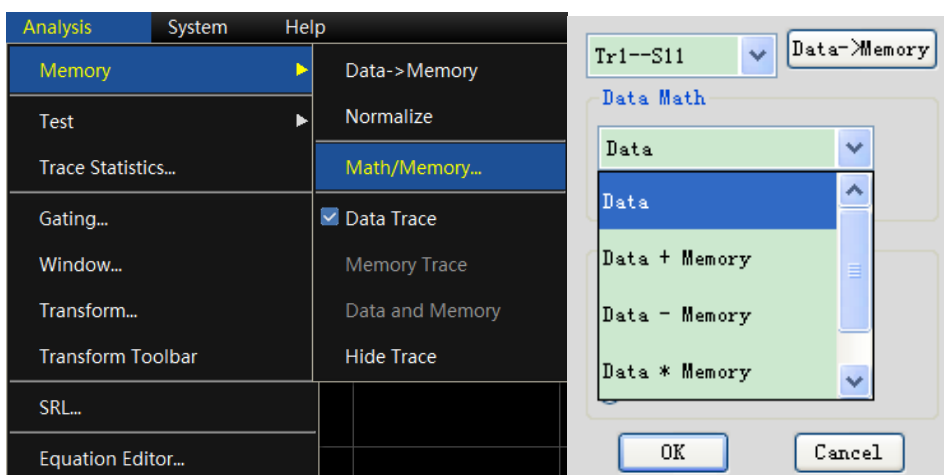 Analysis System Help
Memory
Test
Trace Statistics...
Gating...
Window...
Transform...
Transform Toolbar
SRL...
Equation Editor...
Data->Memory
Normalize
Math/Memory...
Data Trace
Memory Trace
Data and Memory
Hide Trace
Tr1--S11
Data->Memory
Data Math
Data
Data
Data + Memory
Data - Memory
Data * Memory
OK
Cancel